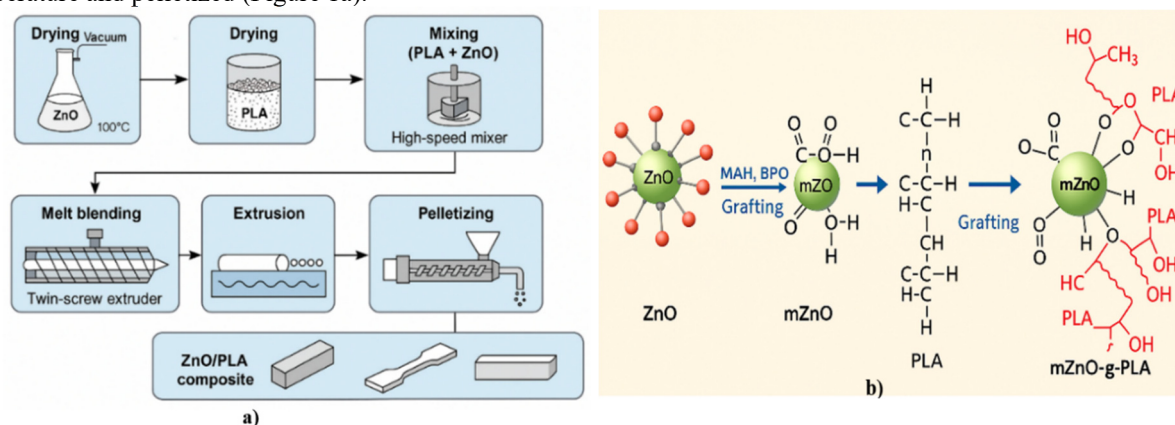 Drying Vacuum
ZnO
100°C
Drying
PLA
Mixing
(PLA + ZnO)
High-speed mixer
Melt blending
Twin-screw extruder
Extrusion
Pelletizing
ZnO/PLA
composite
a)
ZnO
ZnO
MAH, BPO
Grafting
O O
C-O-H
mZO
O
O-H
H
mZnO
H
C-C-H
n
C-C-H
H-C
CH
C-C-H
C-H
H
PLA
Grafting
HO
CH3
O
PLA
O
O
CH
OH
O
C
mZnO
H
O
O
H
O
PLA
OH
HC
OH
PLA
OH
r
mZnO-g-PLA
b)